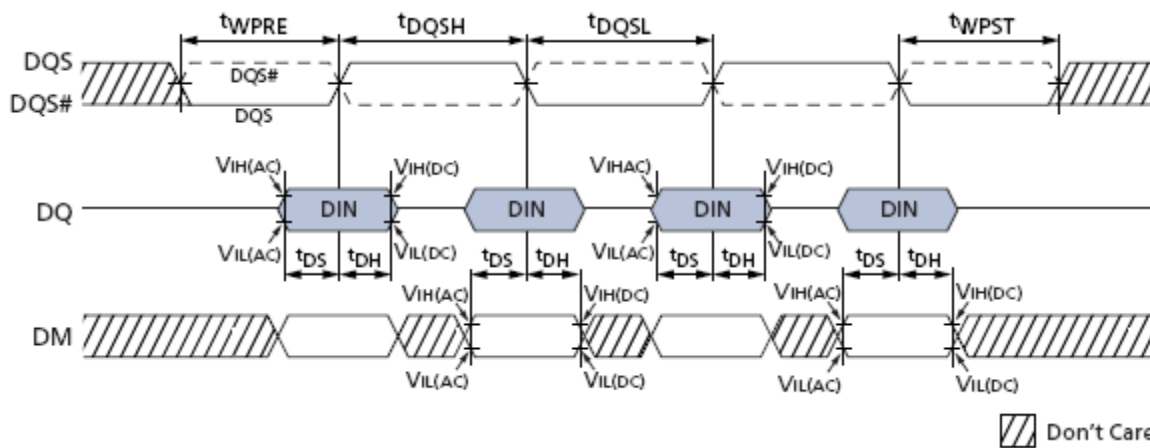 tWPRE tDQSH tDQSL tWPST
DQS
DQS#
DQS#
DQS
VIH(AC) VIH(DC) VIHAC) VIH(DC)
DQ DIN DIN DIN DIN
VIL(AC) VIL(DC) VIL(AC) VIL(DC)
tDS tDH tDS tDH tDS tDH tDS tDH
VIH(AC) VIH(DC) VIH(AC) VIH(DC)
DM
VIL(AC) VIL(DC) VIL(AC) VIL(DC)
Don't Care